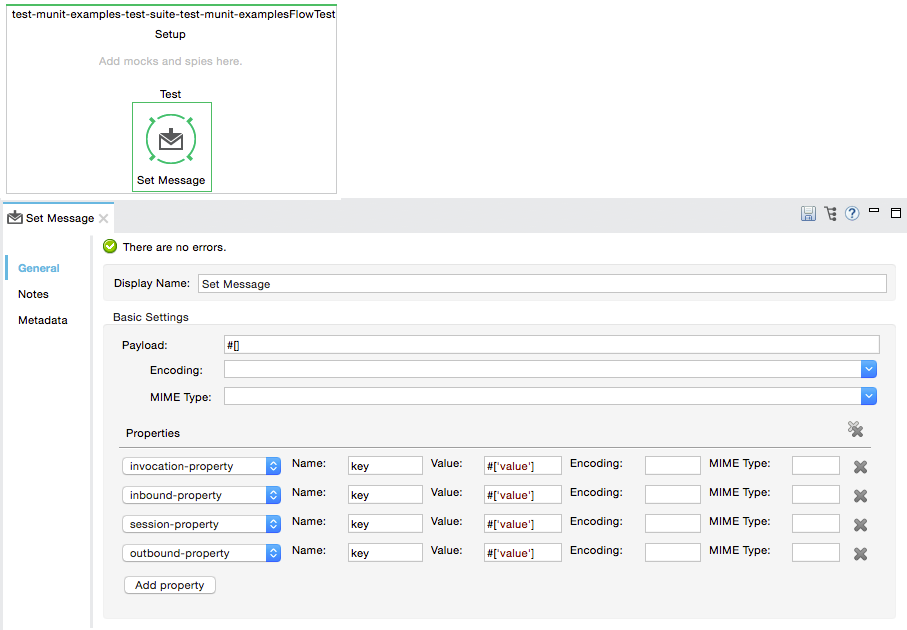 test-munit-examples-test-suite-test-munit-examplesFlowTest
Setup
Add mocks and spies here.
Test
Set Message
Set Message
There are no errors.
General
Notes
Metadata
Display Name: Set Message
Basic Settings
Payload: #[]
Encoding:
MIME Type:
Properties
invocation-property Name: key Value: #['value'] Encoding: MIME Type:
inbound-property Name: key Value: #['value'] Encoding: MIME Type:
session-property Name: key Value: #['value'] Encoding: MIME Type:
outbound-property Name: key Value: #['value'] Encoding: MIME Type:
Add property